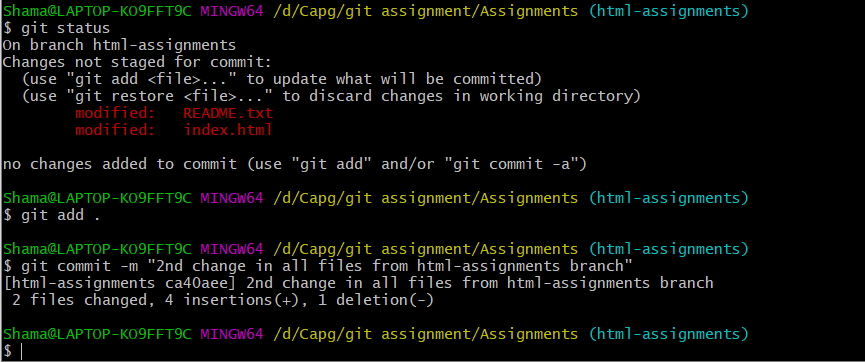 Shama@LAPTOP-KO9FFT9C MINGW64 /d/Capg/git assignment/Assignments (html-assignments)
$ git status
On branch html-assignments
Changes not staged for commit:
  (use "git add <file>..." to update what will be committed)
  (use "git restore <file>..." to discard changes in working directory)
        modified:   README.txt
        modified:   index.html
no changes added to commit (use "git add" and/or "git commit -a")
Shama@LAPTOP-KO9FFT9C MINGW64 /d/Capg/git assignment/Assignments (html-assignments)
$ git add .
Shama@LAPTOP-KO9FFT9C MINGW64 /d/Capg/git assignment/Assignments (html-assignments)
$ git commit -m "2nd change in all files from html-assignments branch"
[html-assignments ca40aee] 2nd change in all files from html-assignments branch
 2 files changed, 4 insertions(+), 1 deletion(-)
Shama@LAPTOP-KO9FFT9C MINGW64 /d/Capg/git assignment/Assignments (html-assignments)
$